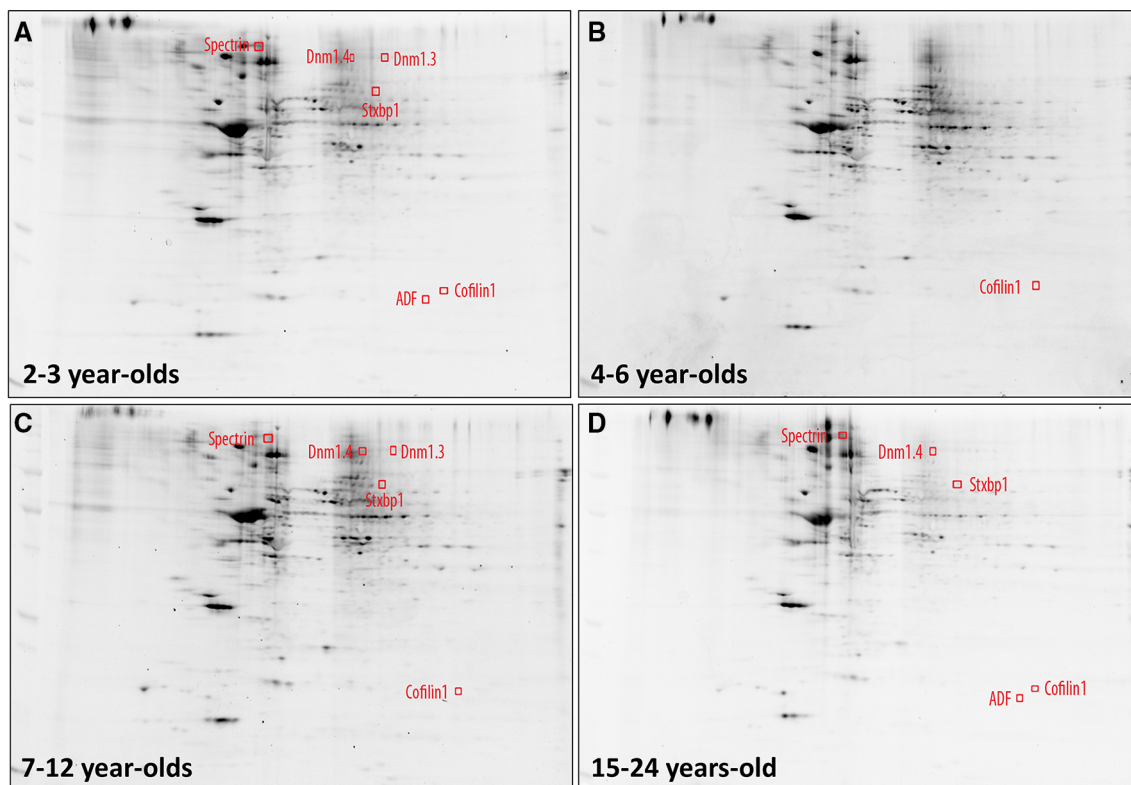 A
Spectrin
Dnm1.4
Dnm1.3
Stxbp1
ADF
Cofilin1
2-3 year-olds
B
Cofilin1
4-6 year-olds
C
Spectrin
Dnm1.4
Dnm1.3
Stxbp1
Cofilin1
7-12 year-olds
D
Spectrin
Dnm1.4
Stxbp1
ADF
Cofilin1
15-24 years-old